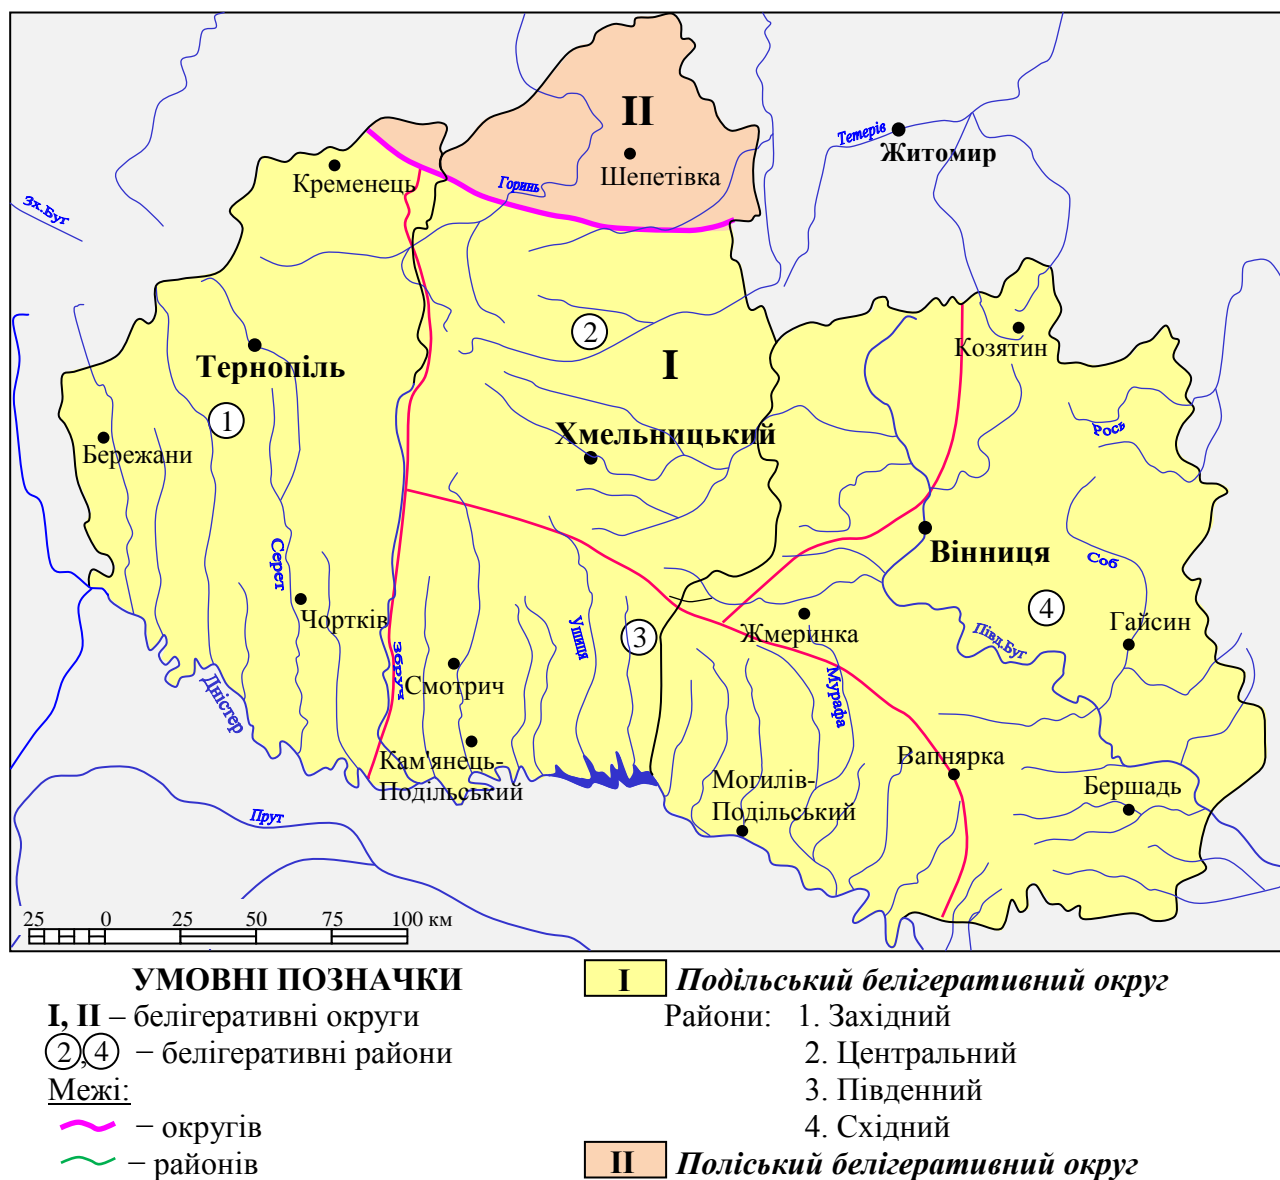 II
Тетерів
Житомир
Кременець
Горинь
Шепетівка
Зх.Буг
2
I
Козятин
Тернопіль
1
Хмельницький
Рось
Бережани
Вінниця
Серет
Соб
Чортків
Ушиця
3
4
Жмеринка
Гайсин
Півд.Буг
Збруч
Смотрич
Мурафа
Дністер
Кам'янець-
Подільський
Вапнярка
Могилів-
Подільський
Бершадь
Прут
25 0 25 50 75 100 км
УМОВНІ ПОЗНАЧКИ
I, II – белігеративні округи
2,4 – белігеративні райони
Межі:
– округів
– районів
I Подільський белігеративний округ
Райони: 1. Західний
2. Центральний
3. Південний
4. Східний
II Поліський белігеративний округ